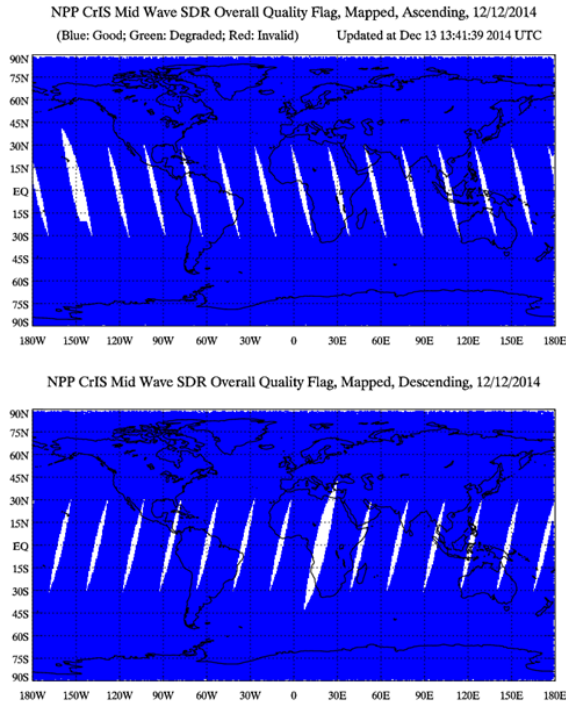 NPP CrIS Mid Wave SDR Overall Quality Flag, Mapped, Ascending, 12/12/2014
(Blue: Good; Green: Degraded; Red: Invalid) Updated at Dec 13 13:41:39 2014 UTC
90N
75N
60N
45N
30N
15N
EQ
15S
30S
45S
60S
75S
90S
180W 150W 120W 90W 60W 30W 0 30E 60E 90E 120E 150E 180E
NPP CrIS Mid Wave SDR Overall Quality Flag, Mapped, Descending, 12/12/2014
90N
75N
60N
45N
30N
15N
EQ
15S
30S
45S
60S
75S
90S
180W 150W 120W 90W 60W 30W 0 30E 60E 90E 120E 150E 180E